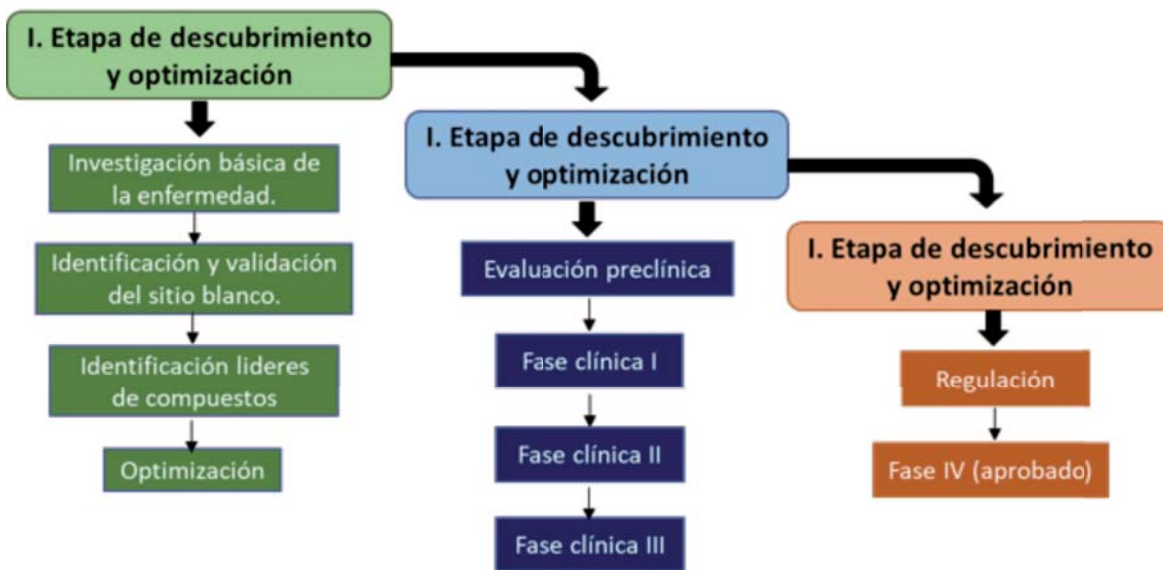 I. Etapa de descubrimiento
y optimización
Investigación básica de
la enfermedad.
Identificación y validación
del sitio blanco.
Identificación lideres
de compuestos
Optimización
I. Etapa de descubrimiento
y optimización
Evaluación preclínica
Fase clínica I
Fase clínica II
Fase clínica III
I. Etapa de descubrimiento
y optimización
Regulación
Fase IV (aprobado)